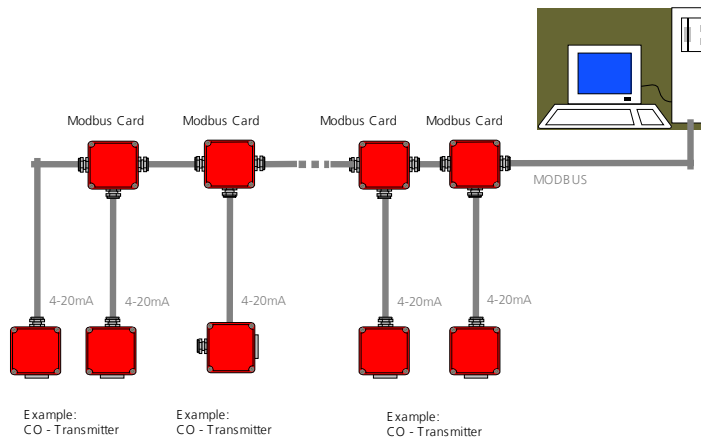 Modbus Card
Modbus Card
Modbus Card
Modbus Card
MODBUS
4-20mA
4-20mA
4-20mA
4-20mA
4-20mA
Example:
CO - Transmitter
Example:
CO - Transmitter
Example:
CO - Transmitter